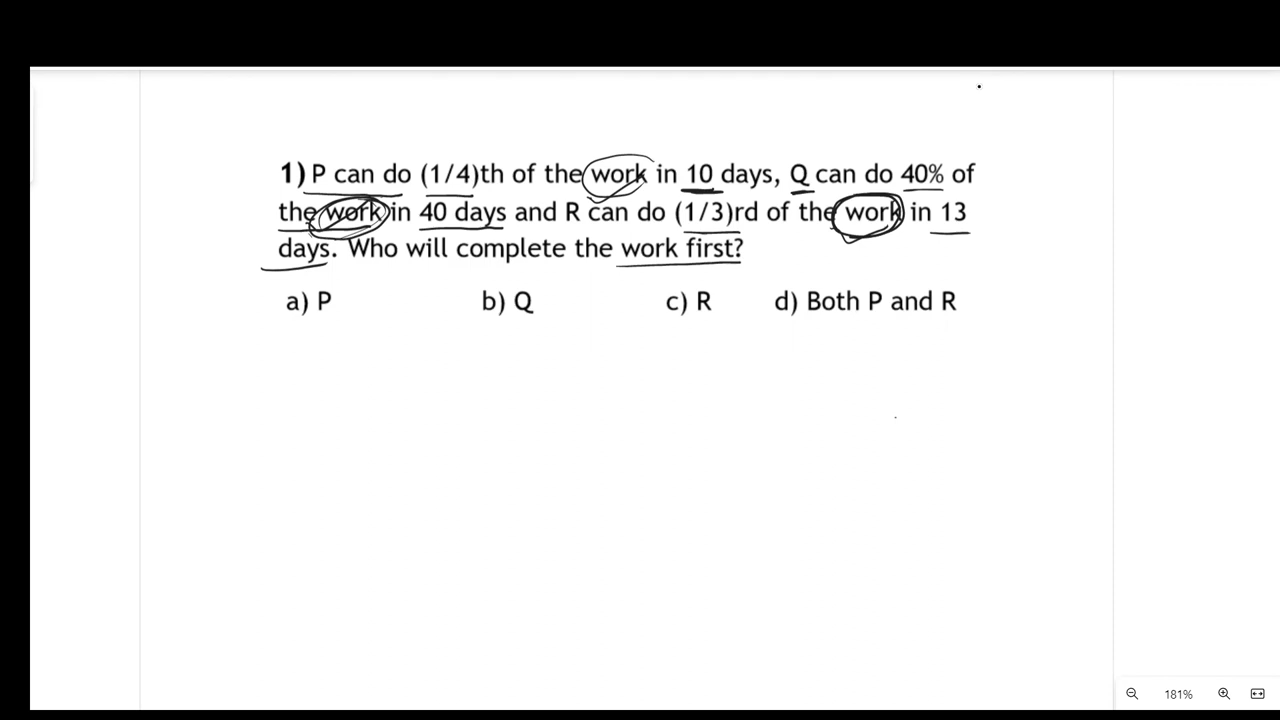 1) P can do (1/4)th of the work in 10 days, Q can do 40% of
the work in 40 days and R can do (1/3)rd of the work in 13
days. Who will complete the work first?
a) P b) Q c) R d) Both P and R
181%